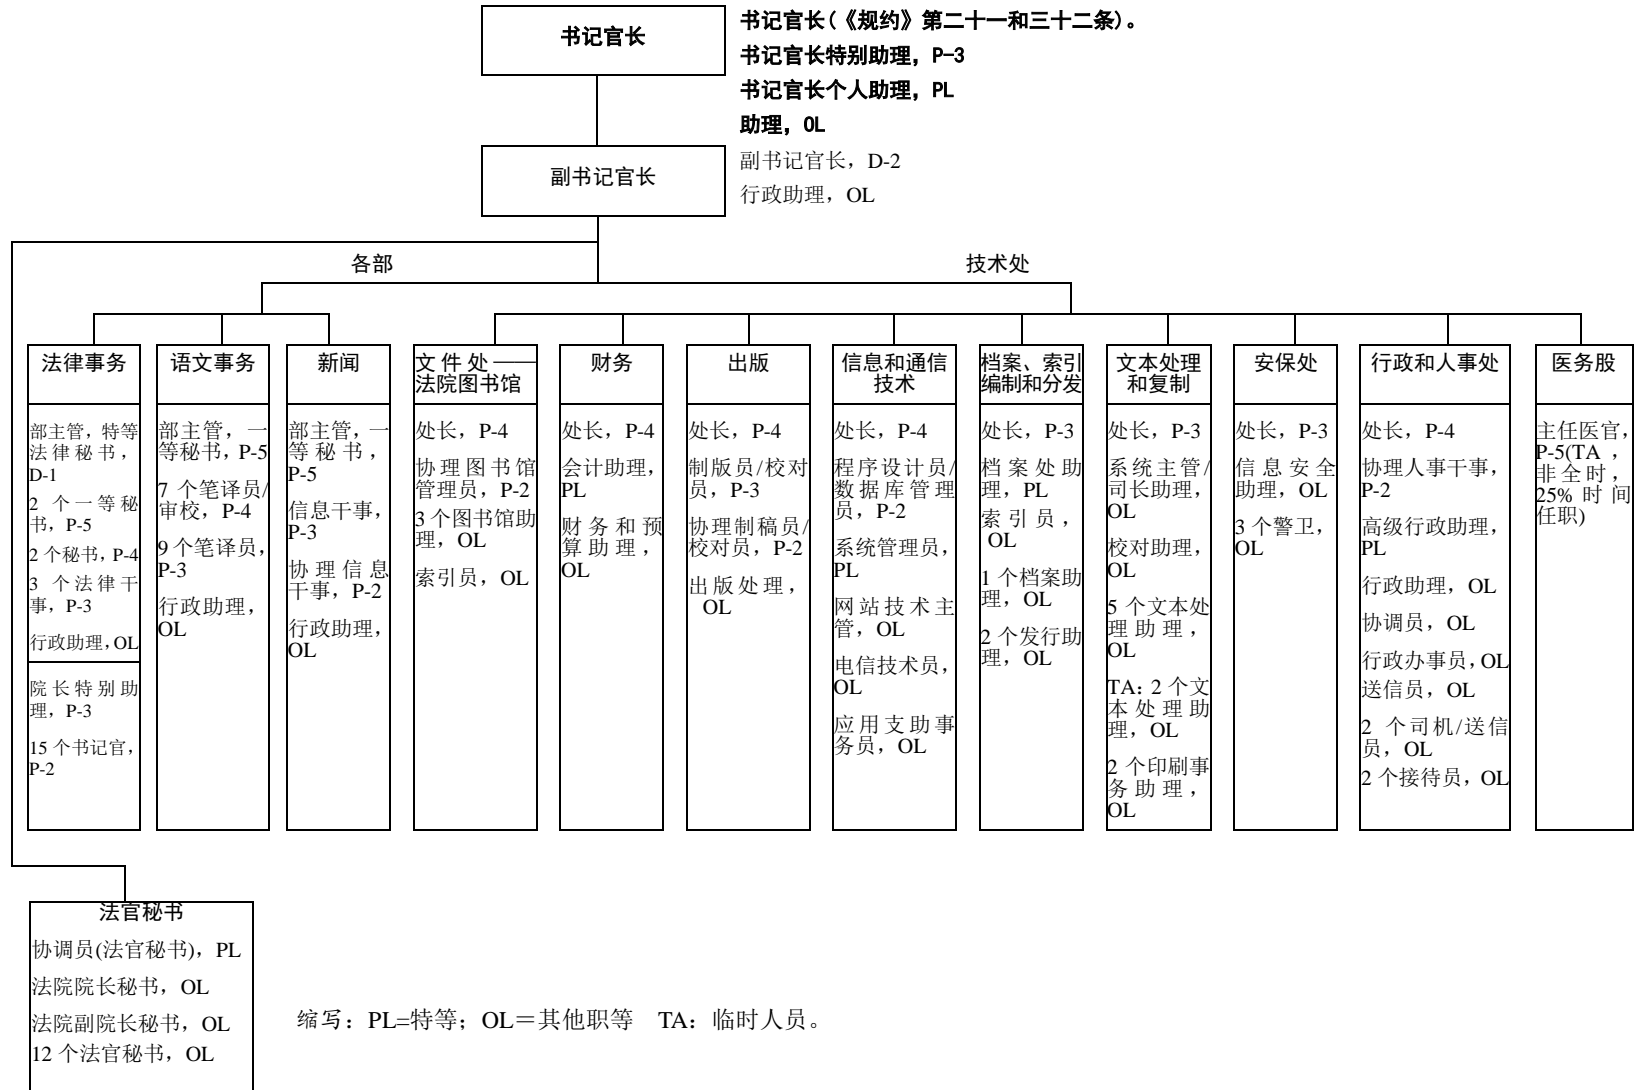 书记官长
书记官长(《规约》第二十一和三十二条)。
书记官长特别助理，P-3
书记官长个人助理，PL
助理，OL
副书记官长
副书记官长，D-2
行政助理，OL
各部
技术处
法律事务
部主管，特等
法律秘书，
D-1
2 个一等秘
书，P-5
2 个秘书，P-4
3 个法律干
事，P-3
行政助理，OL
院长特别助
理，P-3
15 个书记官，
P-2
语文事务
部主管，一
等秘书，P-5
7 个笔译员/
审校，P-4
9 个笔译员，
P-3
行政助理，
OL
新闻
部主管，一
等秘书，
P-5
信息干事，
P-3
协理信息
干事，P-2
行政助理，
OL
文件处——
法院图书馆
处长，P-4
协理图书馆
管理员，P-2
3 个图书馆助
理，OL
索引员，OL
财务
处长，P-4
会计助理，
PL
财务和预
算助理，
OL
出版
处长，P-4
制版员/校对
员，P-3
协理制稿员/
校对员，P-2
出版处理，
OL
信息和通信
技术
处长，P-4
程序设计员/
数据库管理
员，P-2
系统管理员，
PL
网站技术主
管，OL
电信技术员，
OL
应用支助事
务员，OL
档案、索引
编制和分发
处长，P-3
档案处助
理，PL
索引员，
OL
1 个档案助
理，OL
2 个发行助
理，OL
文本处理
和复制
处长，P-3
系统主管/
司长助理，
OL
校对助理，
OL
5 个文本处
理助理，
OL
TA：2 个文
本处理助
理，OL
2 个印刷事
务助理，
OL
安保处
处长，P-3
信息安全
助理，OL
3 个警卫，
OL
行政和人事处
处长，P-4
协理人事干事，
P-2
高级行政助理，
PL
行政助理，OL
协调员，OL
行政办事员，OL
送信员，OL
2 个司机/送信
员，OL
2 个接待员，OL
医务股
主任医官，
P-5(TA，
非全时，
25%时间
任职)
法官秘书
协调员(法官秘书)，PL
法院院长秘书，OL
法院副院长秘书，OL
12 个法官秘书，OL
缩写：PL=特等；OL＝其他职等 TA：临时人员。